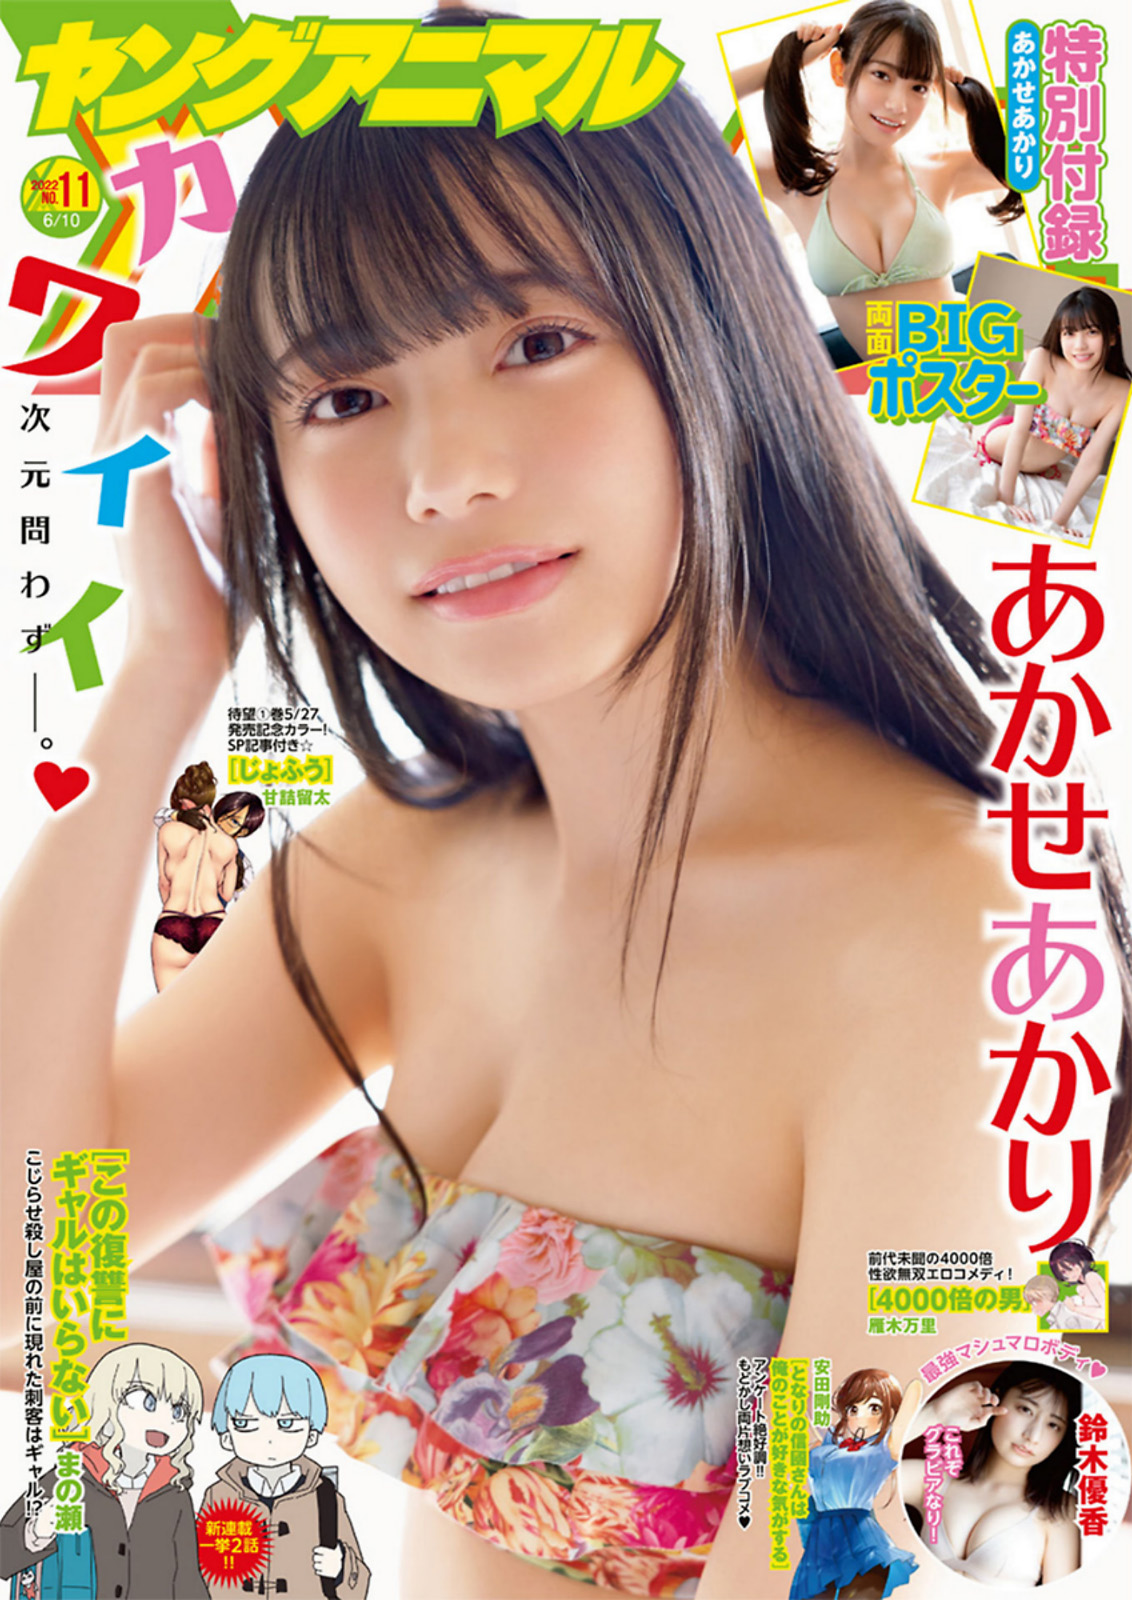 ヤングアニマル
2022
NO.11
6/10
カワイイ
次元問わず――。♥
特別付録
あかせあかり
両面
BIG
ポスター
あかせあかり
待望①巻5/27
発売記念カラー!
SP記事付き☆
[じょふう]
甘詰留太
[この復讐に
ギャルはいらない]まの瀬
こじらせ殺し屋の前に現れた刺客はギャル!?
新連載
一挙2話
!!
前代未聞の4000倍
性欲無双エロコメディ!
[4000倍の男]
雁木万里
安田剛助
[となりの信國さんは
俺のことが好きな気がする]
アンケート絶好調!!
もどかし両片想いラブコメ♥
最強マシュマロボディ♥
鈴木優香
これぞ
グラビアなり!